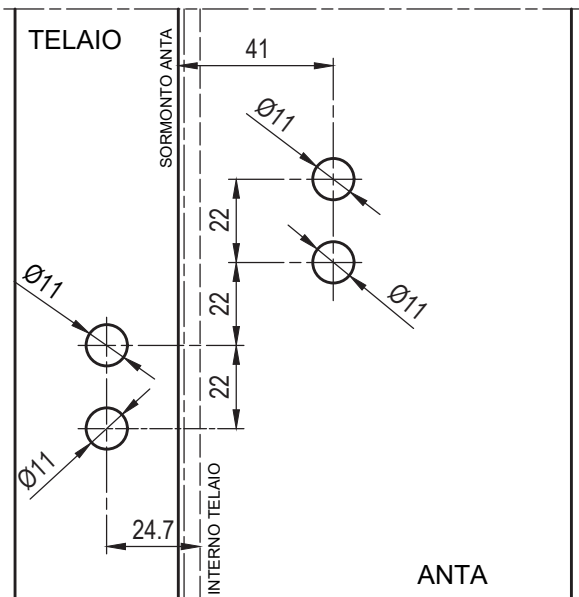 TELAIO
SORMONTO ANTA
41
Ø11
22
Ø11
22
Ø11
22
Ø11
24.7
INTERNO TELAIO
ANTA